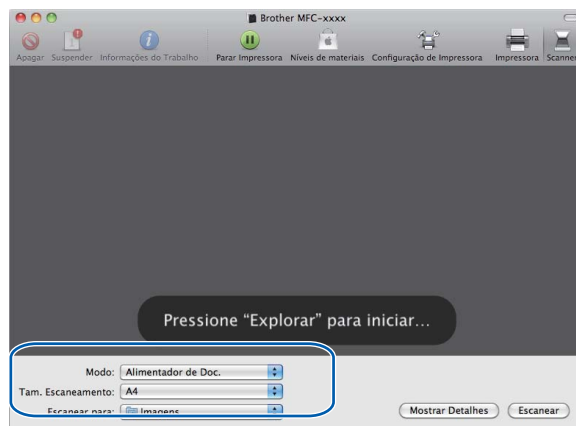 Brother MFC-xxxx
Apagar Suspender Informações do Trabalho Parar Impressora Níveis de materiais Configuração de Impressora Impressora Scanner
Pressione “Explorar” para iniciar...
Modo: Alimentador de Doc.
Tam. Escaneamento: A4
Escanear para: Imagens
Mostrar Detalhes Escanear